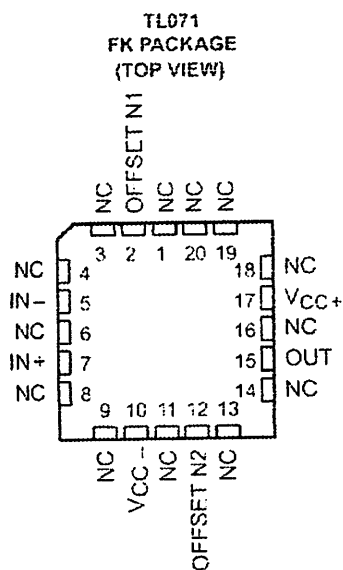 TL071
FK PACKAGE
(TOP VIEW)
NC
OFFSET N1
NC
NC
NC
3 2 1 20 19
NC 4
IN− 5
NC 6
IN+ 7
NC 8
18 NC
17 VCC+
16 NC
15 OUT
14 NC
9 10 11 12 13
NC
VCC−
NC
OFFSET N2
NC